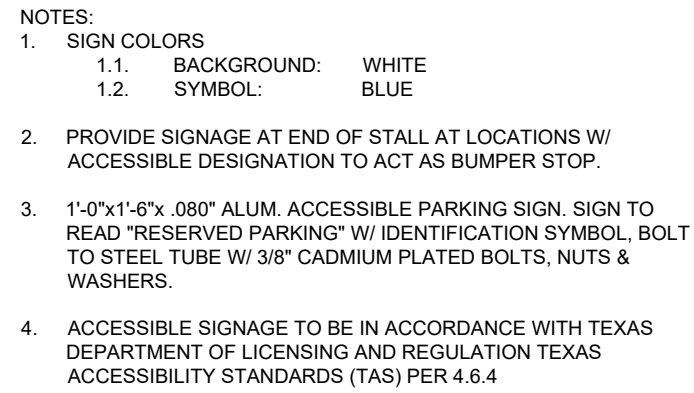 NOTES:
1. SIGN COLORS
1.1. BACKGROUND: WHITE
1.2. SYMBOL: BLUE
2. PROVIDE SIGNAGE AT END OF STALL AT LOCATIONS W/
ACCESSIBLE DESIGNATION TO ACT AS BUMPER STOP.
3. 1'-0"x1'-6"x .080" ALUM. ACCESSIBLE PARKING SIGN. SIGN TO
READ "RESERVED PARKING" W/ IDENTIFICATION SYMBOL, BOLT
TO STEEL TUBE W/ 3/8" CADMIUM PLATED BOLTS, NUTS &
WASHERS.
4. ACCESSIBLE SIGNAGE TO BE IN ACCORDANCE WITH TEXAS
DEPARTMENT OF LICENSING AND REGULATION TEXAS
ACCESSIBILITY STANDARDS (TAS) PER 4.6.4